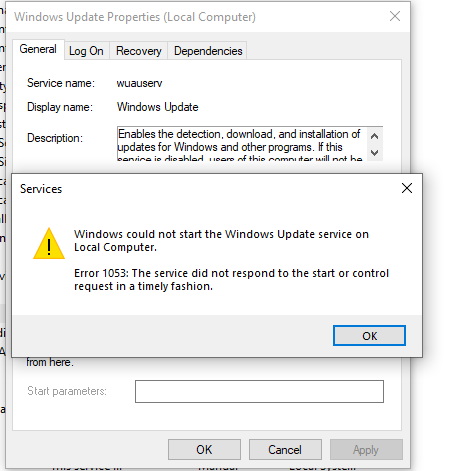 Windows Update Properties (Local Computer)
General Log On Recovery Dependencies
Service name: wuauserv
Display name: Windows Update
Description: Enables the detection, download, and installation of
updates for Windows and other programs. If this
service is disabled, users of this computer will not be
Services
Windows could not start the Windows Update service on
Local Computer.
Error 1053: The service did not respond to the start or control
request in a timely fashion.
OK
from here.
Start parameters:
OK Cancel Apply